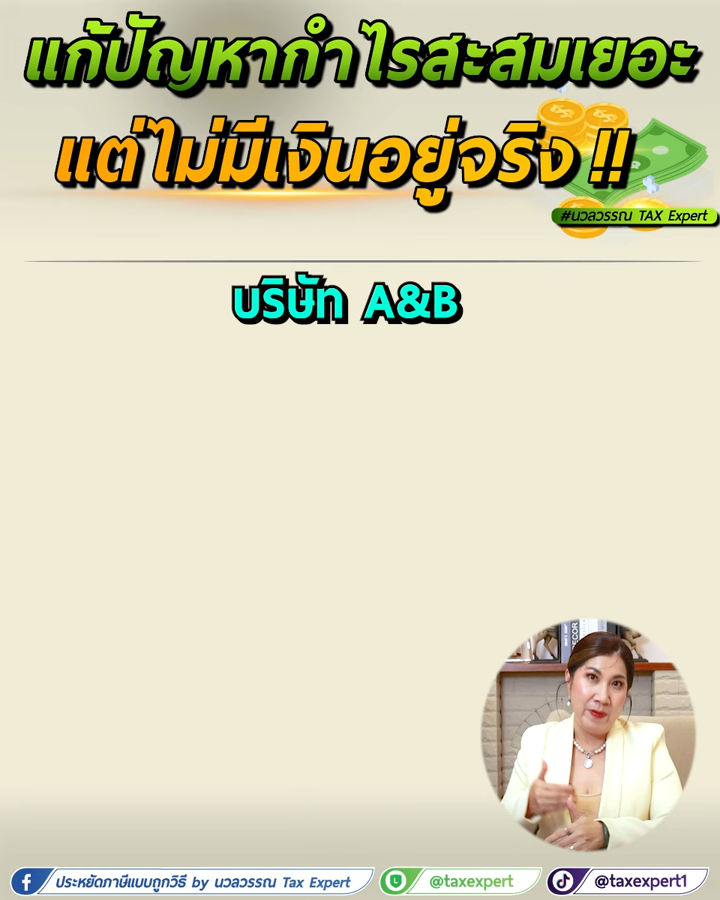 แก้ปัญหากำไรสะสมเยอะ
แต่ไม่มีเงินอยู่จริง !!
#นวลวรรณ TAX Expert
บริษัท A&B
DECOR
ประหยัดภาษีแบบถูกวิธี by นวลวรรณ Tax Expert
@taxexpert
@taxexpert1